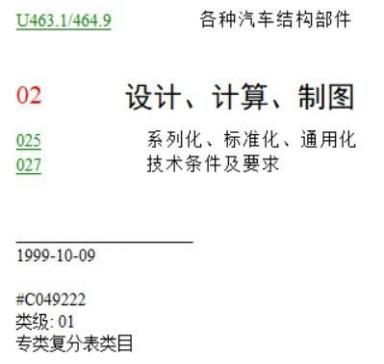 U463.1/464.9 各种汽车结构部件
02 设计、计算、制图
025 系列化、标准化、通用化
027 技术条件及要求
1999-10-09
#C049222
类级: 01
专类复分表类目